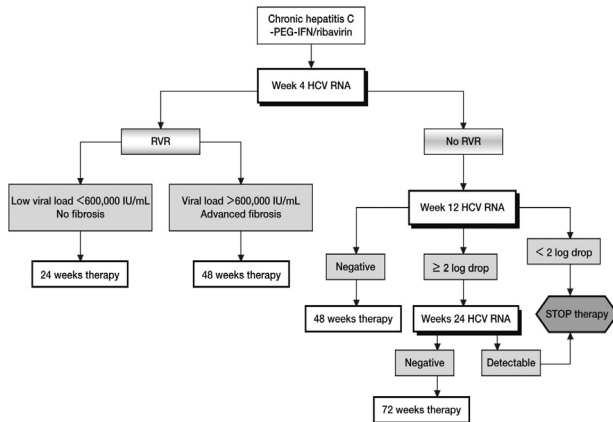 Chronic hepatitis C
-PEG-IFN/ribavirin
Week 4 HCV RNA
RVR
No RVR
Low viral load <600,000 IU/mL
No fibrosis
Viral load >600,000 IU/mL
Advanced fibrosis
Week 12 HCV RNA
24 weeks therapy
48 weeks therapy
Negative
≥ 2 log drop
< 2 log drop
48 weeks therapy
Weeks 24 HCV RNA
STOP therapy
Negative
Detectable
72 weeks therapy